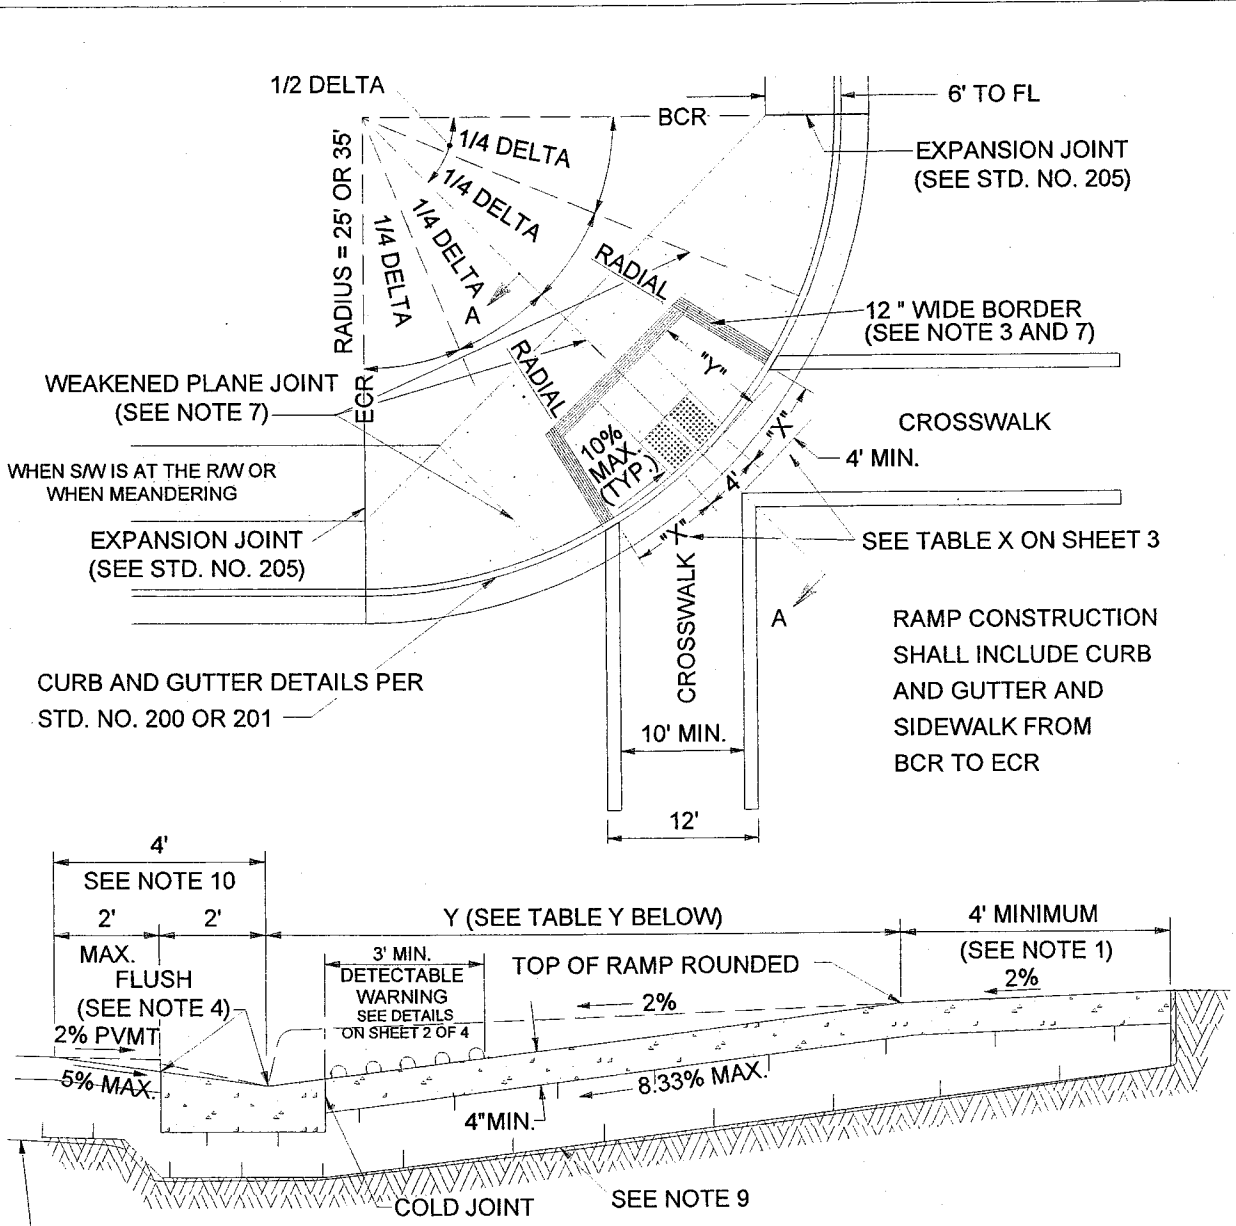 1/2 DELTA
6' TO FL
BCR
1/4 DELTA
EXPANSION JOINT
(SEE STD. NO. 205)
1/4 DELTA
1/4 DELTA
1/4 DELTA
RADIUS = 25' OR 35'
RADIAL
A
12 " WIDE BORDER
(SEE NOTE 3 AND 7)
RADIAL
"Y"
WEAKENED PLANE JOINT
(SEE NOTE 7)
ECR
CROSSWALK
"X"
4' MIN.
10%
MAX.
(TYP.)
4'
WHEN S/W IS AT THE R/W OR
WHEN MEANDERING
EXPANSION JOINT
(SEE STD. NO. 205)
"X"
SEE TABLE X ON SHEET 3
CROSSWALK
A
RAMP CONSTRUCTION
SHALL INCLUDE CURB
AND GUTTER AND
SIDEWALK FROM
BCR TO ECR
CURB AND GUTTER DETAILS PER
STD. NO. 200 OR 201
10' MIN.
12'
4'
SEE NOTE 10
2'
2'
Y (SEE TABLE Y BELOW)
4' MINIMUM
(SEE NOTE 1)
MAX.
FLUSH
(SEE NOTE 4)
3' MIN.
DETECTABLE
WARNING
SEE DETAILS
ON SHEET 2 OF 4
TOP OF RAMP ROUNDED
2%
2%
2% PVMT
5% MAX.
8.33% MAX.
4"MIN.
COLD JOINT
SEE NOTE 9